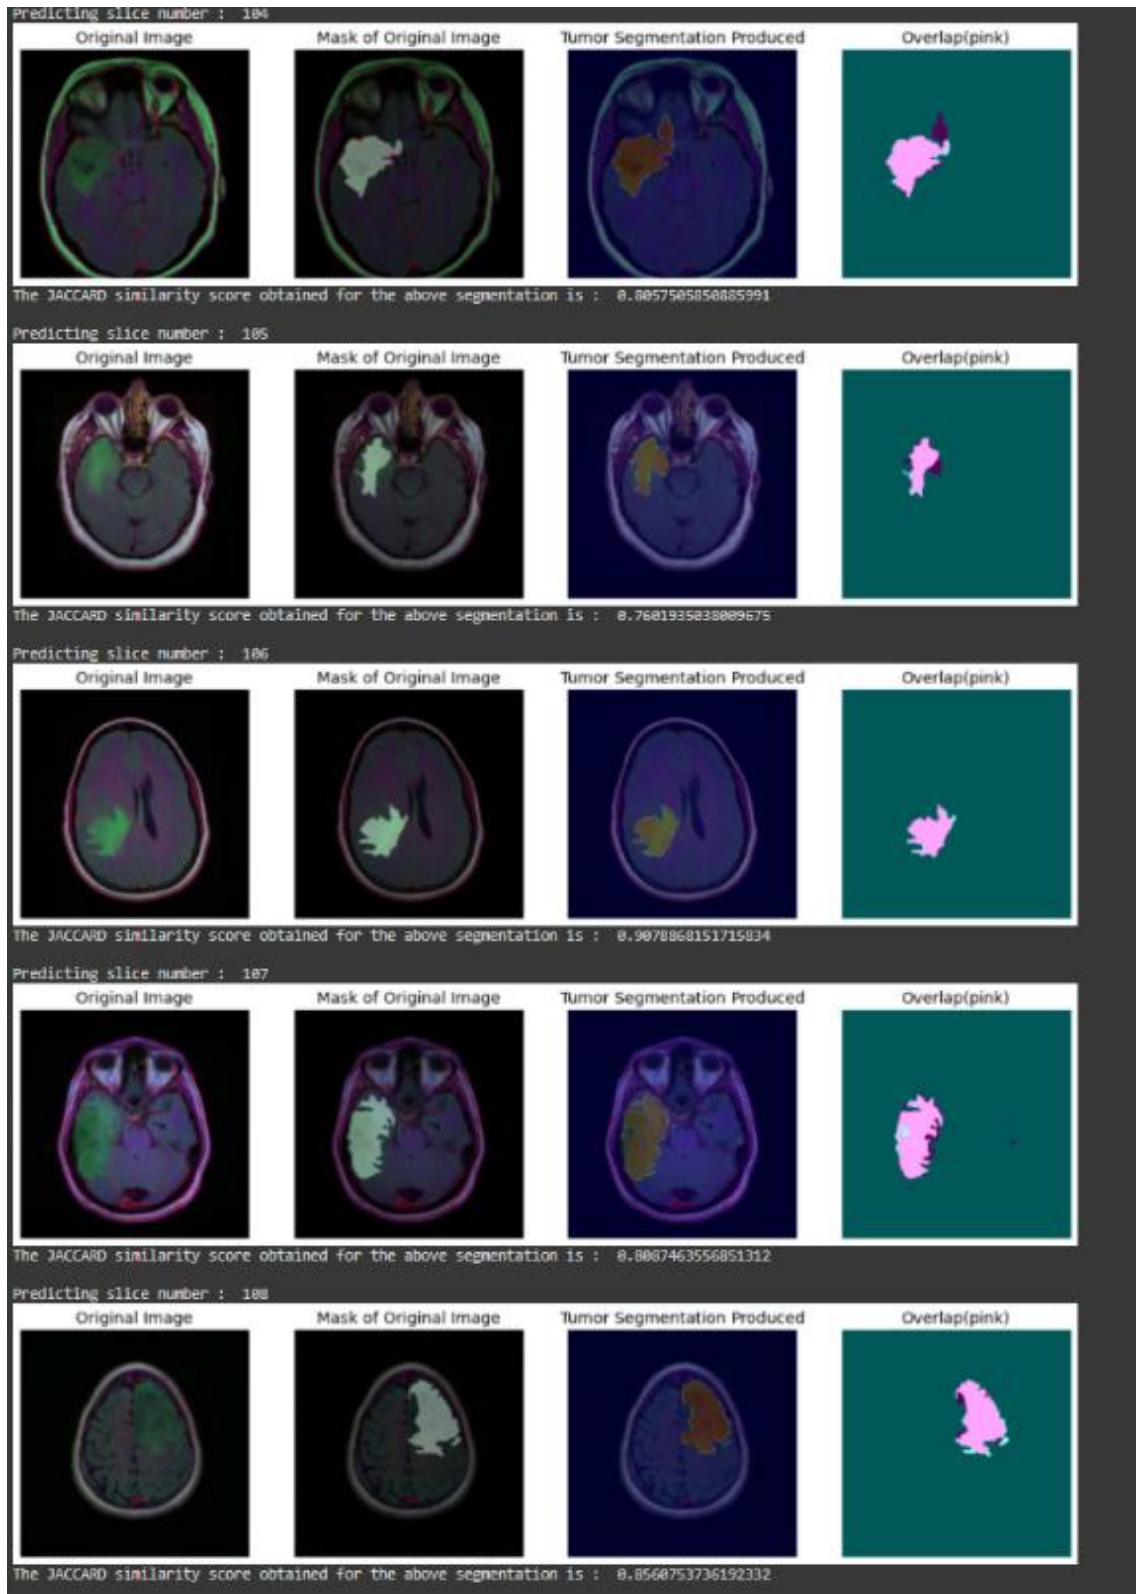 Predicting slice number : 104
Original Image Mask of Original Image Tumor Segmentation Produced Overlap(pink)
The JACCARD similarity score obtained for the above segmentation is : 0.8057505850885991
Predicting slice number : 105
Original Image Mask of Original Image Tumor Segmentation Produced Overlap(pink)
The JACCARD similarity score obtained for the above segmentation is : 0.7601935038009675
Predicting slice number : 106
Original Image Mask of Original Image Tumor Segmentation Produced Overlap(pink)
The JACCARD similarity score obtained for the above segmentation is : 0.9078868151715834
Predicting slice number : 107
Original Image Mask of Original Image Tumor Segmentation Produced Overlap(pink)
The JACCARD similarity score obtained for the above segmentation is : 0.8087463556851312
Predicting slice number : 108
Original Image Mask of Original Image Tumor Segmentation Produced Overlap(pink)
The JACCARD similarity score obtained for the above segmentation is : 0.8560753736192332